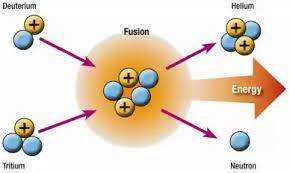 Deuterium
Helium
+
+
+
Fusion
+
+
Energy
+
Tritium
Neutron